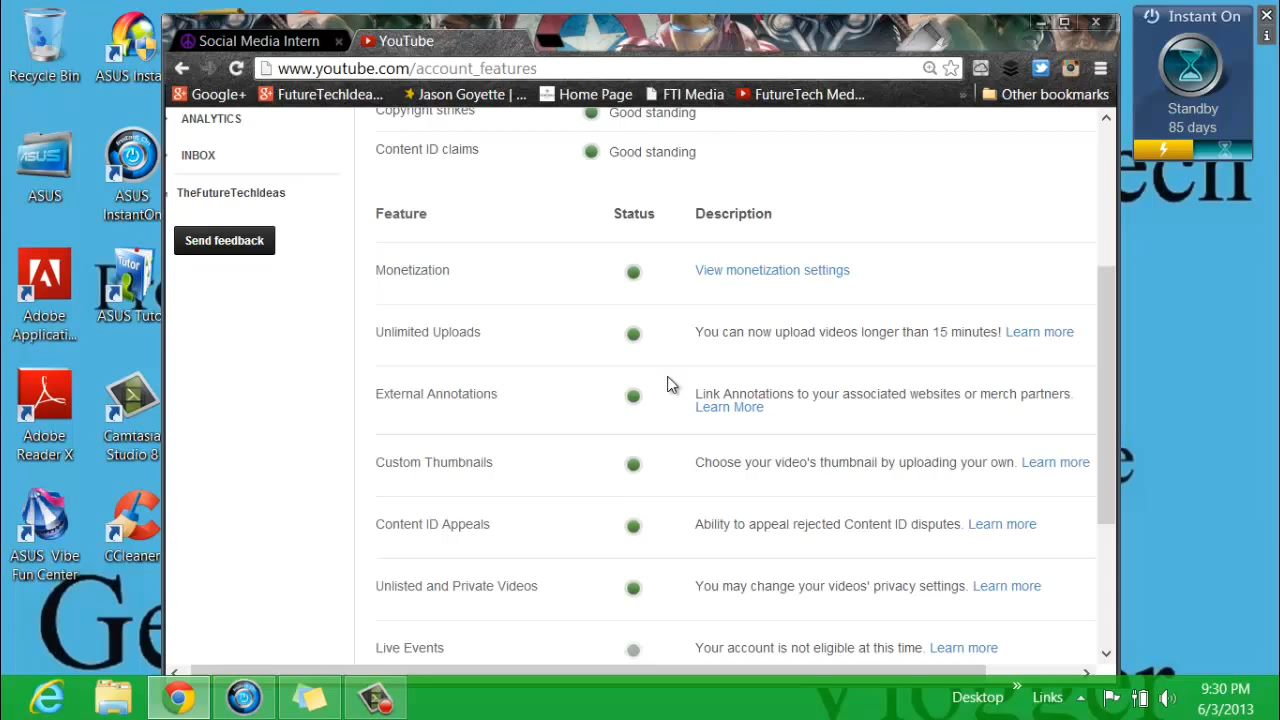 Recycle Bin
ASUS Insta
ASUS
ASUS InstantOn
Adobe Applicati...
ASUS Tuto
Adobe Reader X
Camtasia Studio 8
ASUS Vibe Fun Center
CCleaner
Social Media Intern
YouTube
www.youtube.com/account_features
Google+
FutureTechIdea...
Jason Goyette | ...
Home Page
FTI Media
FutureTech Med...
Other bookmarks
ANALYTICS
INBOX
TheFutureTechIdeas
Send feedback
Copyright strikes Good standing
Content ID claims Good standing
Feature Status Description
Monetization View monetization settings
Unlimited Uploads You can now upload videos longer than 15 minutes! Learn more
External Annotations Link Annotations to your associated websites or merch partners.
Learn More
Custom Thumbnails Choose your video's thumbnail by uploading your own. Learn more
Content ID Appeals Ability to appeal rejected Content ID disputes. Learn more
Unlisted and Private Videos You may change your videos' privacy settings. Learn more
Live Events Your account is not eligible at this time. Learn more
Instant On
Standby
85 days
ech
Ge
Vlogger
Desktop
Links
9:30 PM
6/3/2013